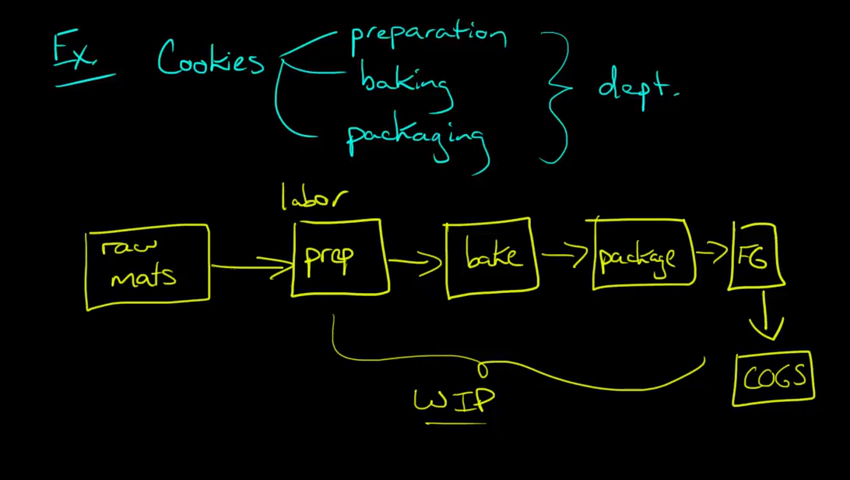 Ex. Cookies
preparation
baking
packaging
dept.
labor
raw
mats
prep
bake
package
FG
COGS
WIP